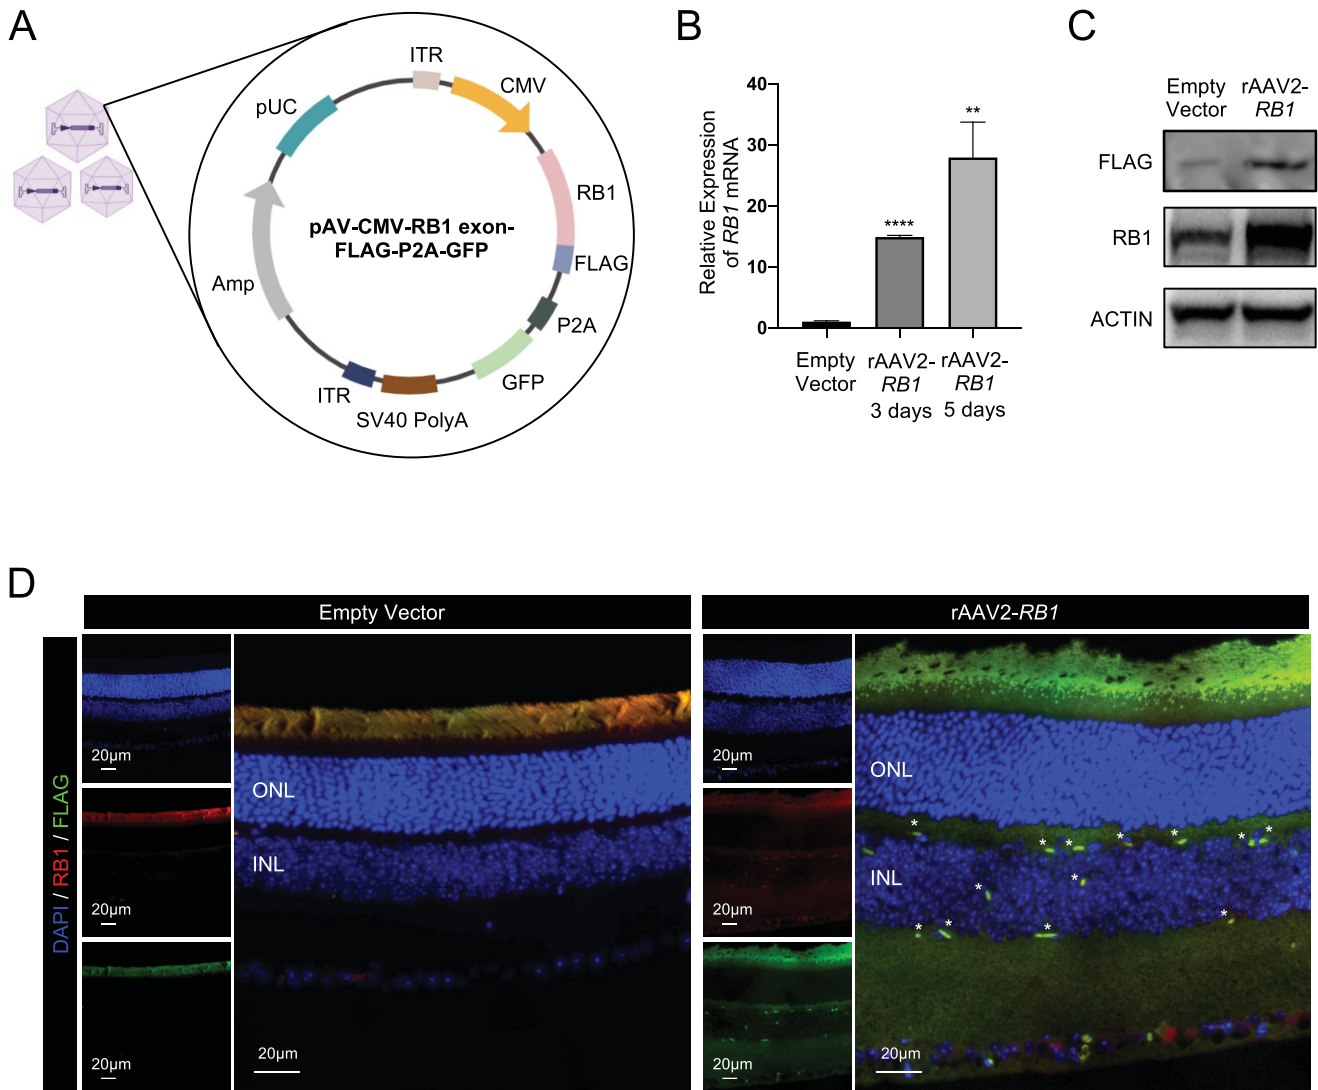 A
ITR
CMV
pUC
RB1
pAV-CMV-RB1 exon-
FLAG-P2A-GFP
FLAG
Amp
P2A
GFP
ITR
SV40 PolyA
B
Relative Expression
of RB1 mRNA
40
30
20
10
0
**
****
Empty
Vector
rAAV2-
RB1
3 days
rAAV2-
RB1
5 days
C
Empty
Vector
rAAV2-
RB1
FLAG
RB1
ACTIN
D
Empty Vector
rAAV2-RB1
DAPI / RB1 / FLAG
20µm
20µm
20µm
ONL
INL
20µm
20µm
20µm
20µm
ONL
* * * * * * *
INL
* *
* * * *
20µm